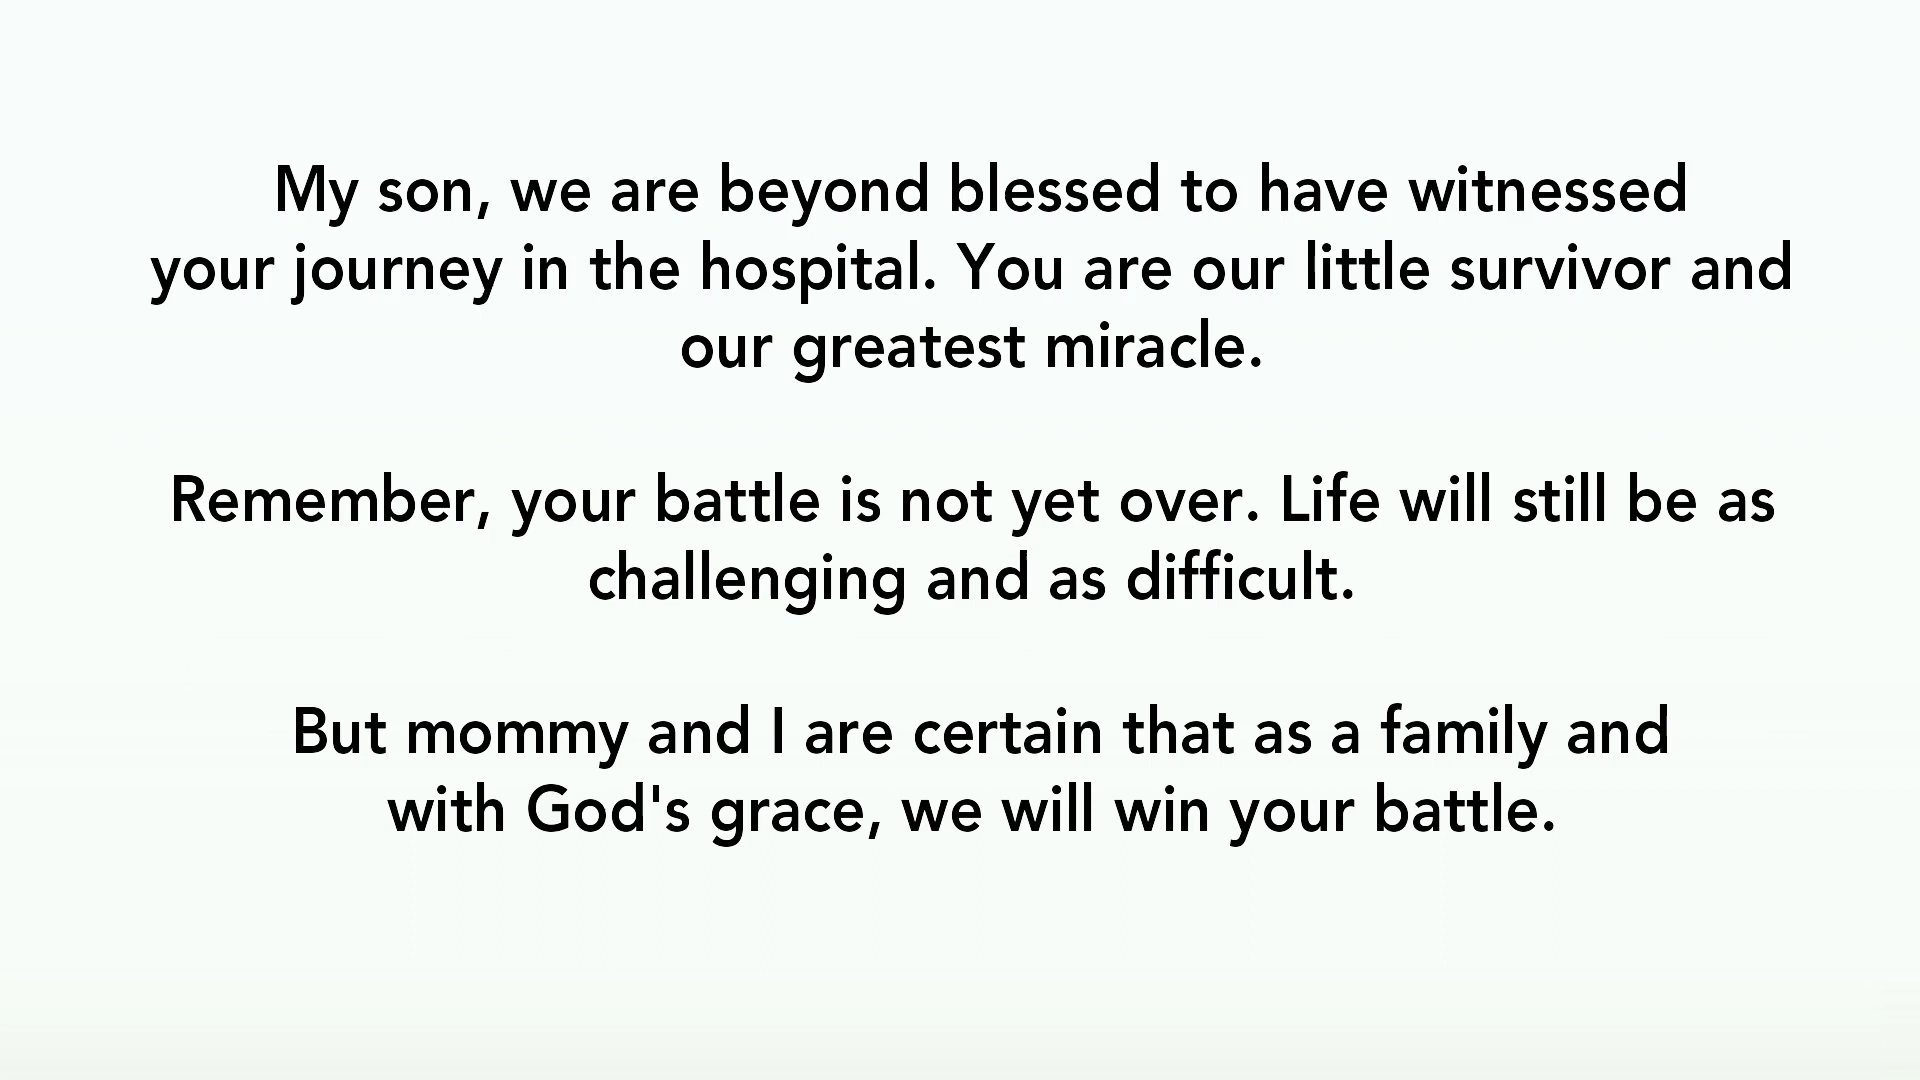 My son, we are beyond blessed to have witnessed
your journey in the hospital. You are our little survivor and
our greatest miracle.
Remember, your battle is not yet over. Life will still be as
challenging and as difficult.
But mommy and I are certain that as a family and
with God's grace, we will win your battle.